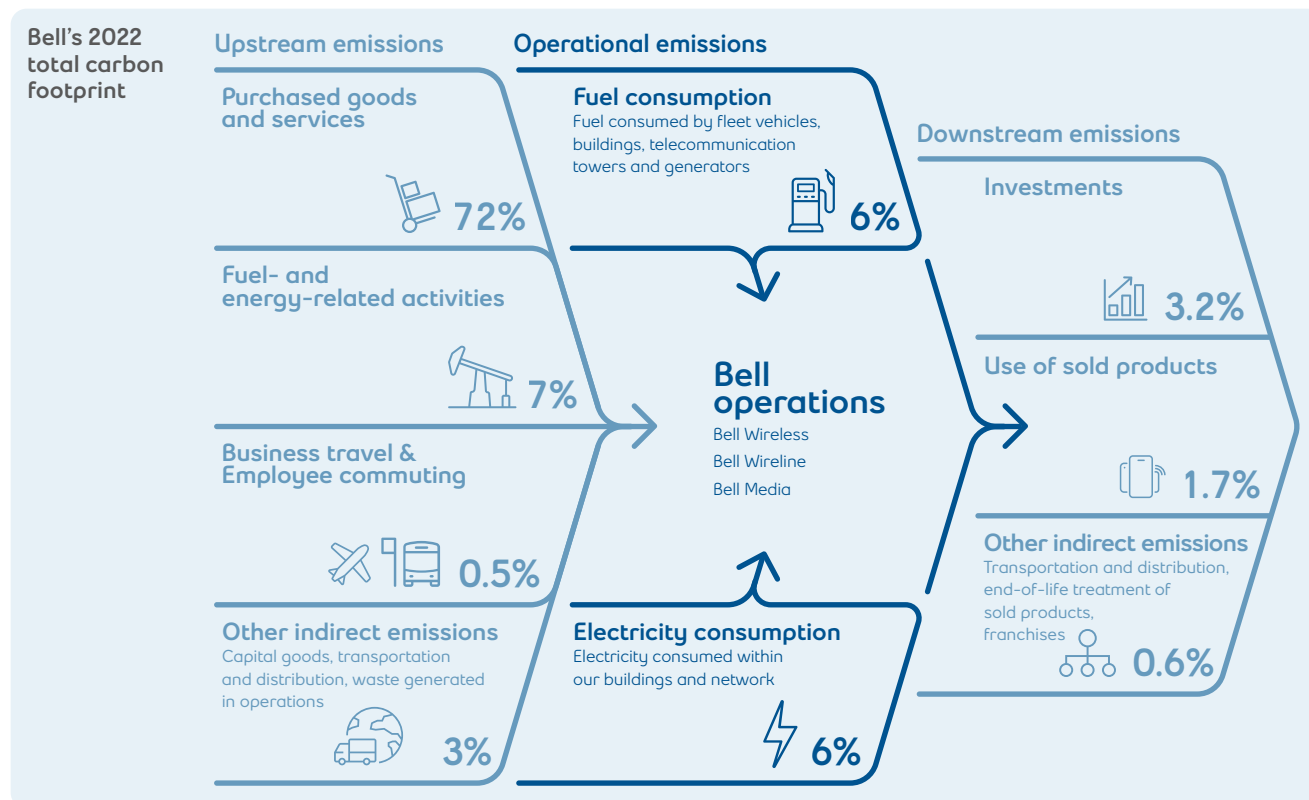 Bell's 2022
total carbon
footprint
Upstream emissions
Purchased goods
and services
72%
Fuel- and
energy-related activities
7%
Business travel &
Employee commuting
0.5%
Other indirect emissions
Capital goods, transportation
and distribution, waste generated
in operations
3%
Operational emissions
Fuel consumption
Fuel consumed by fleet vehicles,
buildings, telecommunication
towers and generators
6%
Bell
operations
Bell Wireless
Bell Wireline
Bell Media
Electricity consumption
Electricity consumed within
our buildings and network
6%
Downstream emissions
Investments
3.2%
Use of sold products
1.7%
Other indirect emissions
Transportation and distribution,
end-of-life treatment of
sold products,
franchises
0.6%